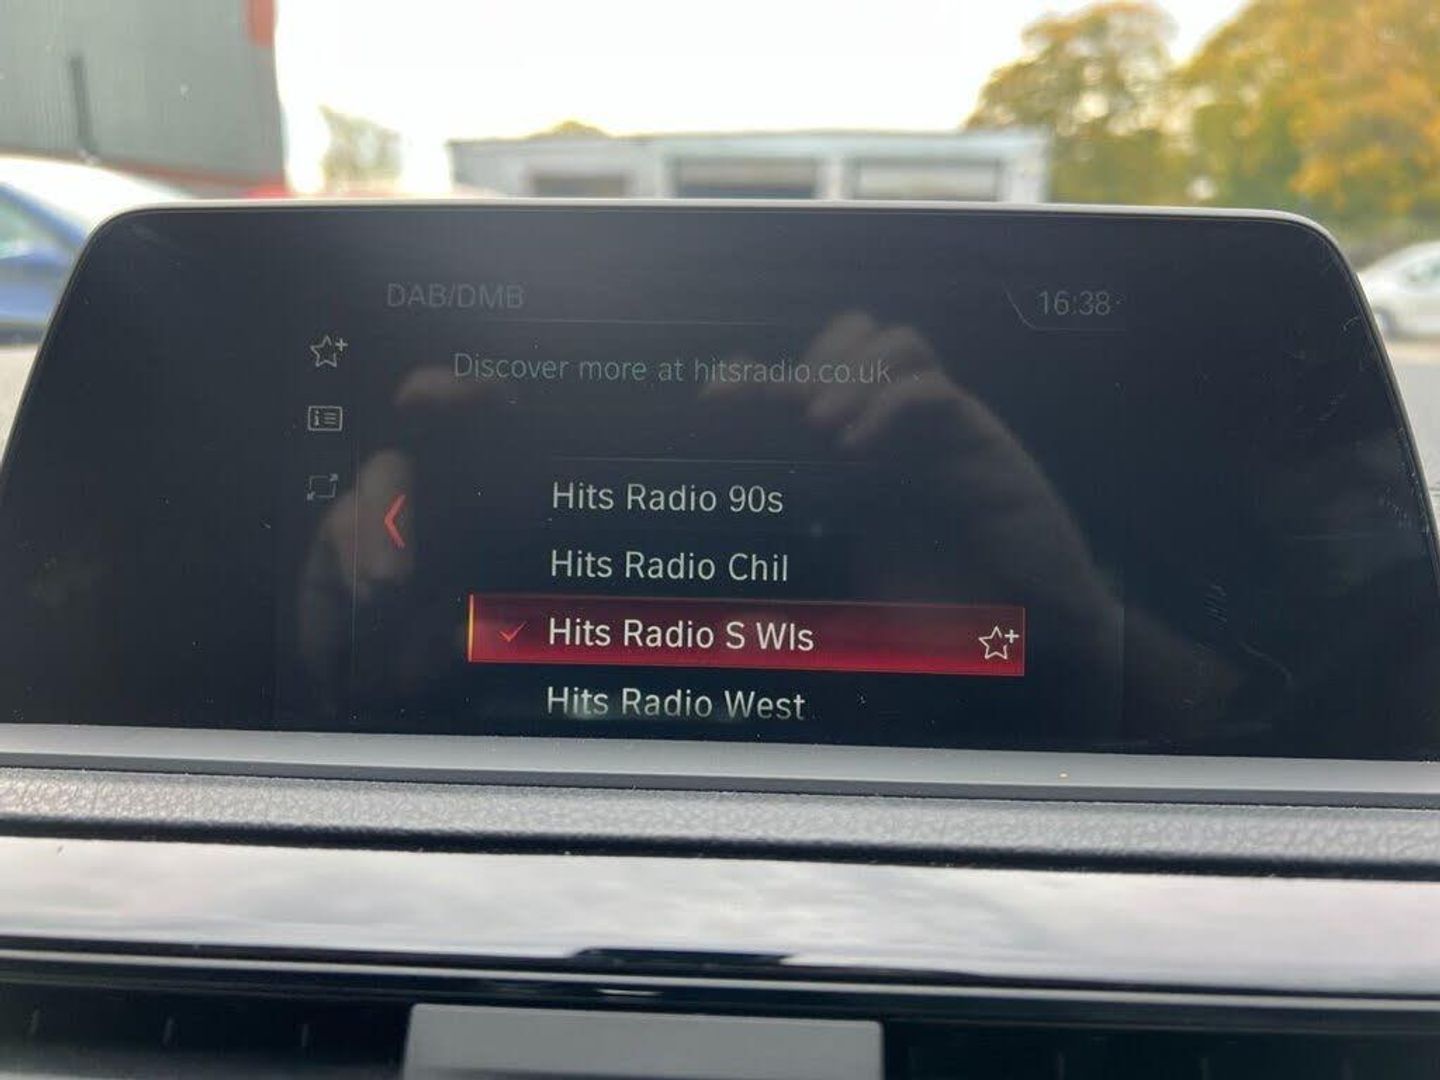 DAB/DMB
16:38
Discover more at hitsradio.co.uk
Hits Radio 90s
Hits Radio Chil
Hits Radio S Wls
Hits Radio West